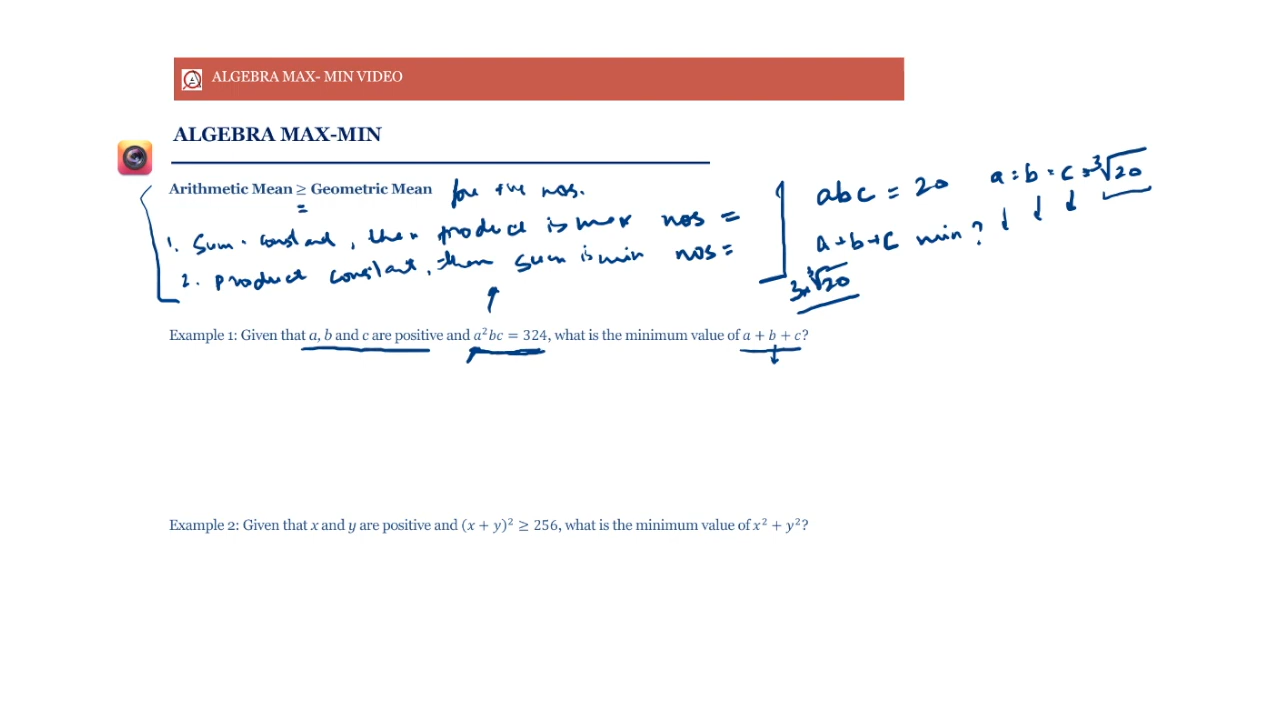 ALGEBRA MAX- MIN VIDEO
ALGEBRA MAX-MIN
Arithmetic Mean ≥ Geometric Mean for +ve nos.
=
1. Sum = constant, then product is max nos =
2. product constant, then sum is min nos =
abc = 20 a = b = c = ∛20
a+b+c min?
3×∛20
Example 1: Given that a, b and c are positive and a²bc = 324, what is the minimum value of a + b + c?
Example 2: Given that x and y are positive and (x + y)² ≥ 256, what is the minimum value of x² + y²?